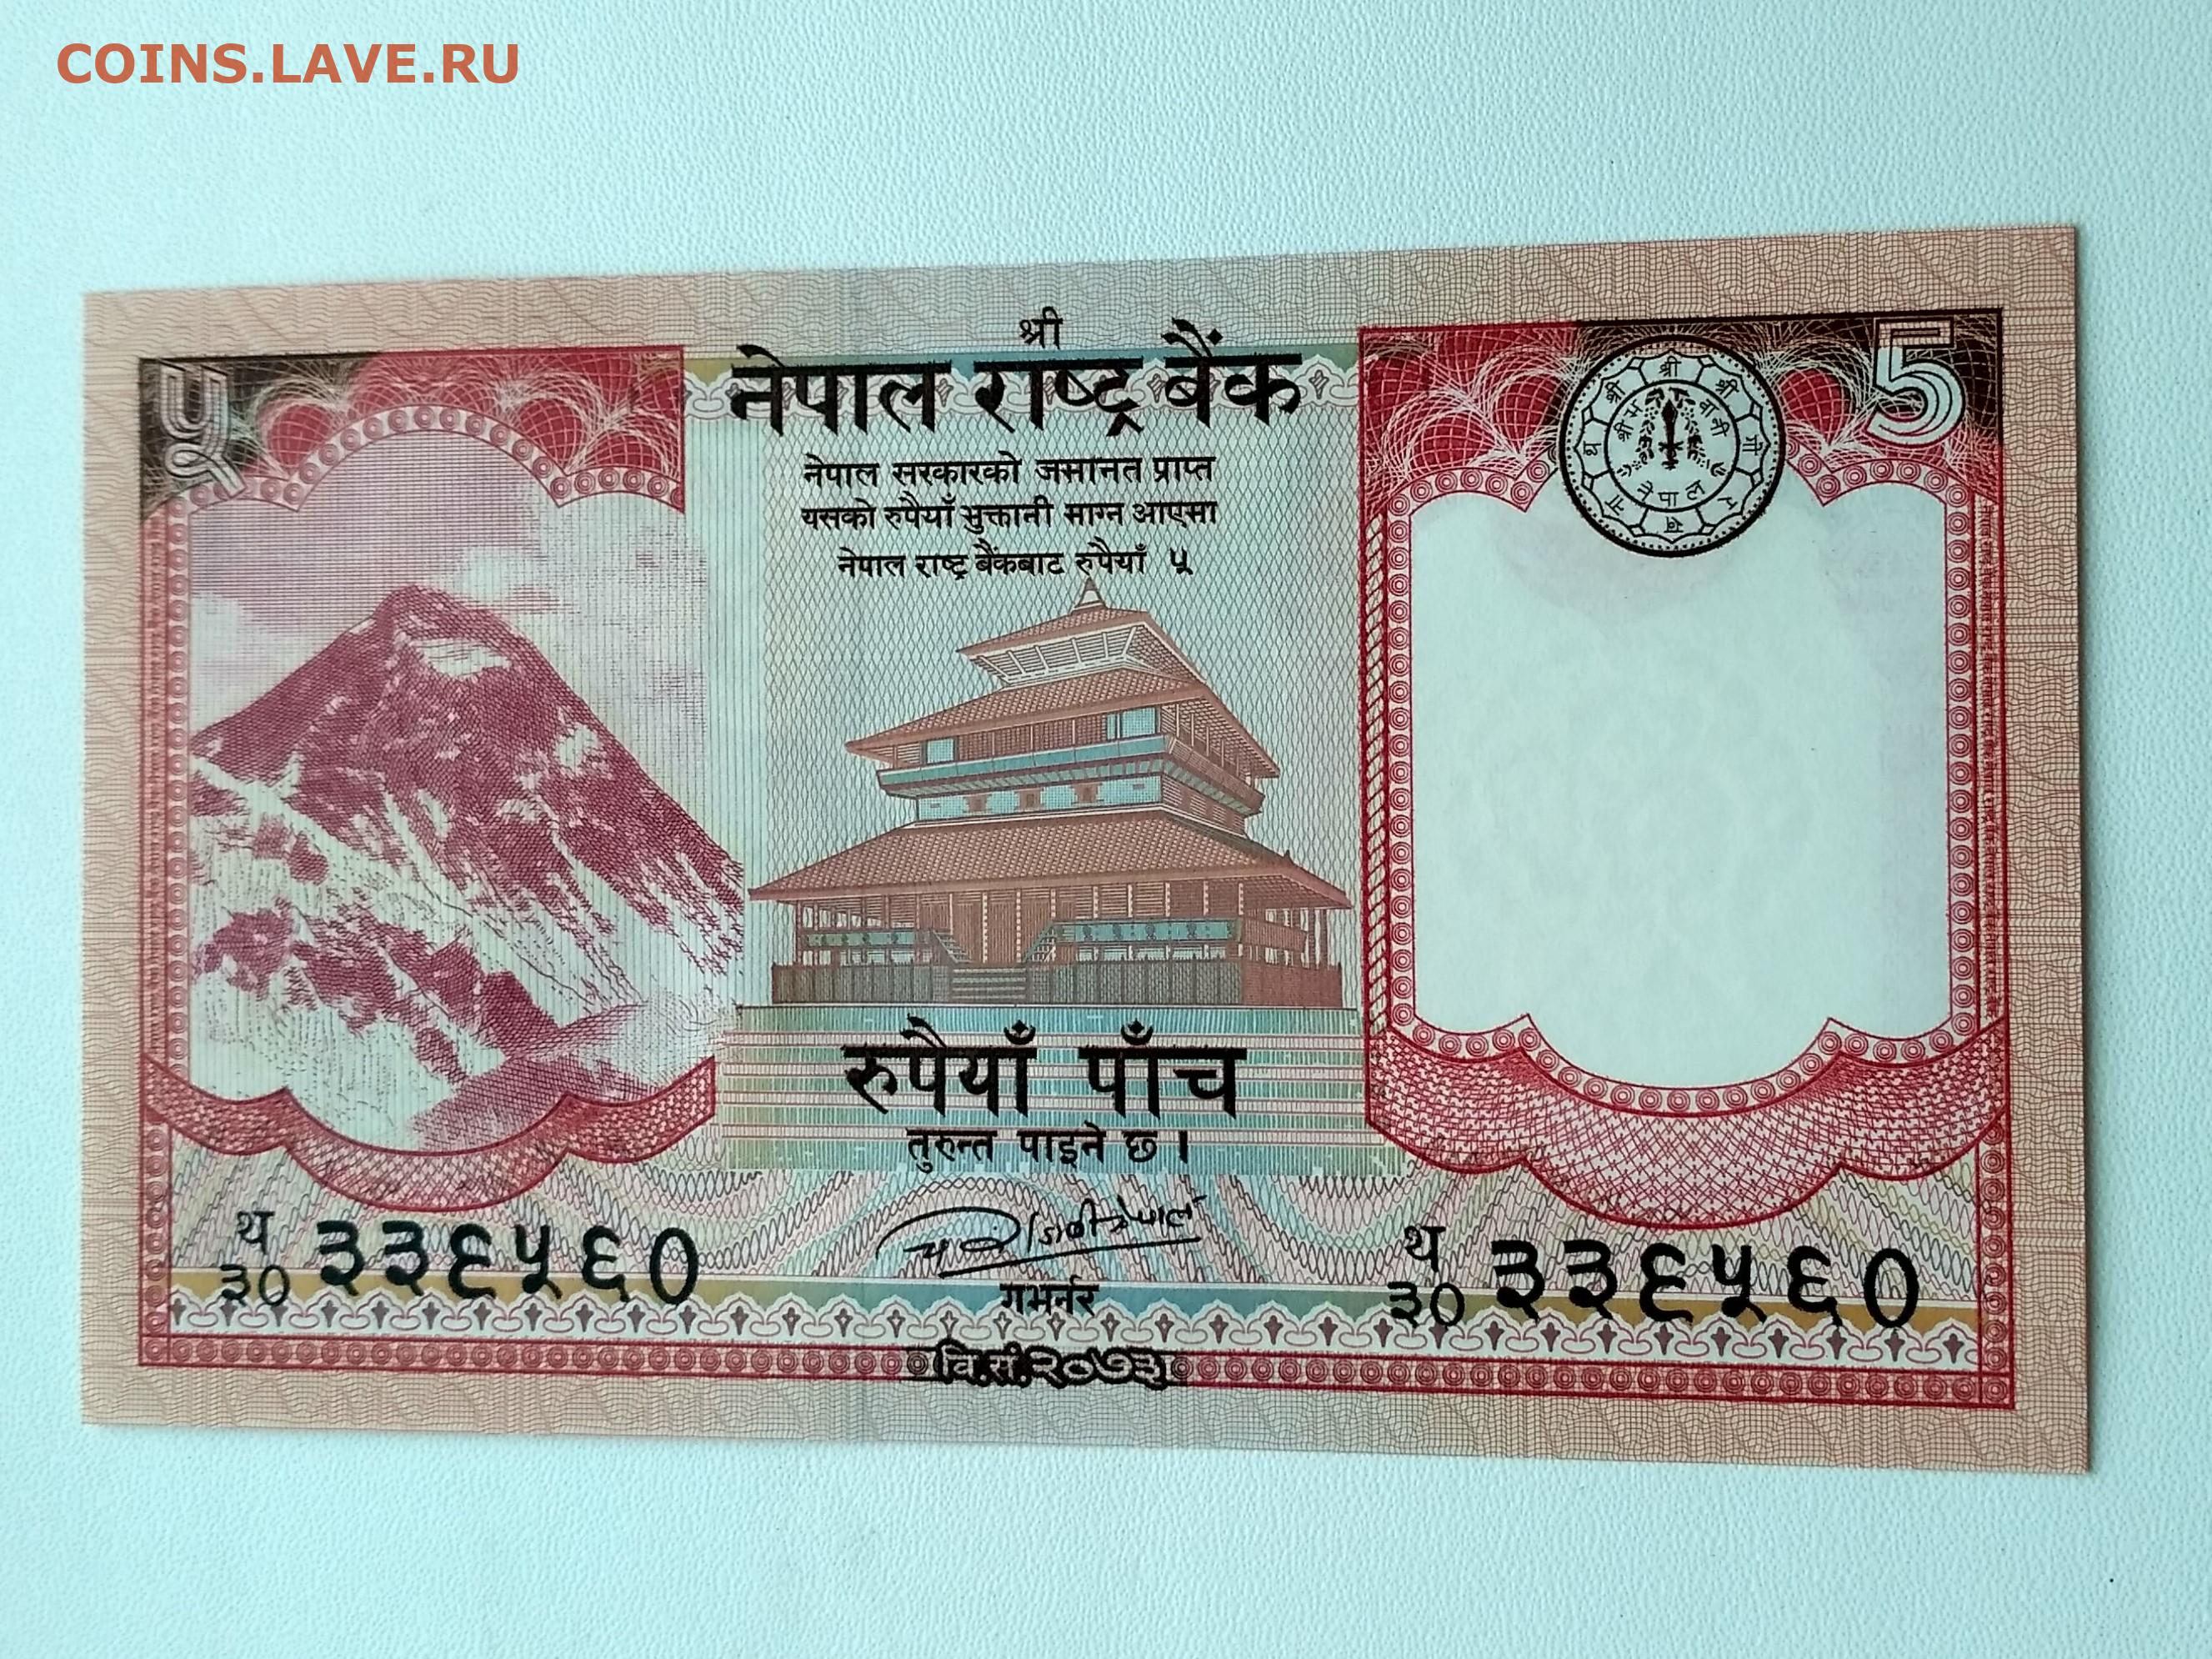 COINS.LAVE.RU
५
5
श्री
नेपाल राष्ट्र बैंक
नेपाल सरकारको जमानत प्राप्त
यसको रुपैयाँ भुक्तानी माग्न आएमा
नेपाल राष्ट्र बैंकबाट रुपैयाँ ५
नेपाल
रुपैयाँ पाँच
तुरुन्त पाइने छ ।
थ
३० ३३९५६०
थ
३० ३३९५६०
गभर्नर
वि.सं.२०७३